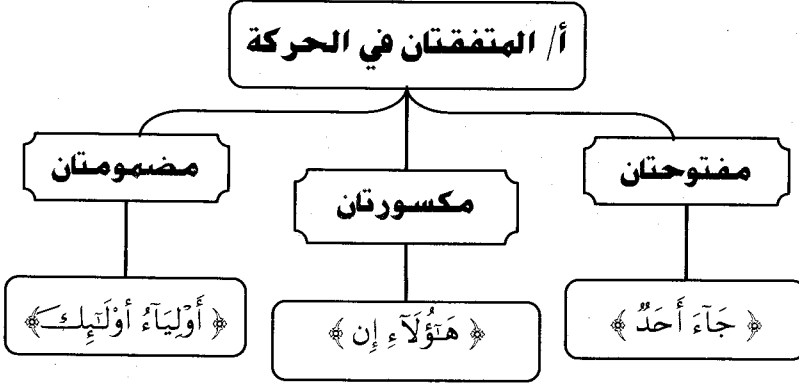 أ/ المتفقتان في الحركة
مفتوحتان
مكسورتان
مضمومتان
﴿ جَآءَ أَحَدٌ ﴾
﴿ هَٰٓؤُلَآءِ إِن ﴾
﴿ أَوْلِيَآءُ أُوْلَٰٓئِكَ ﴾